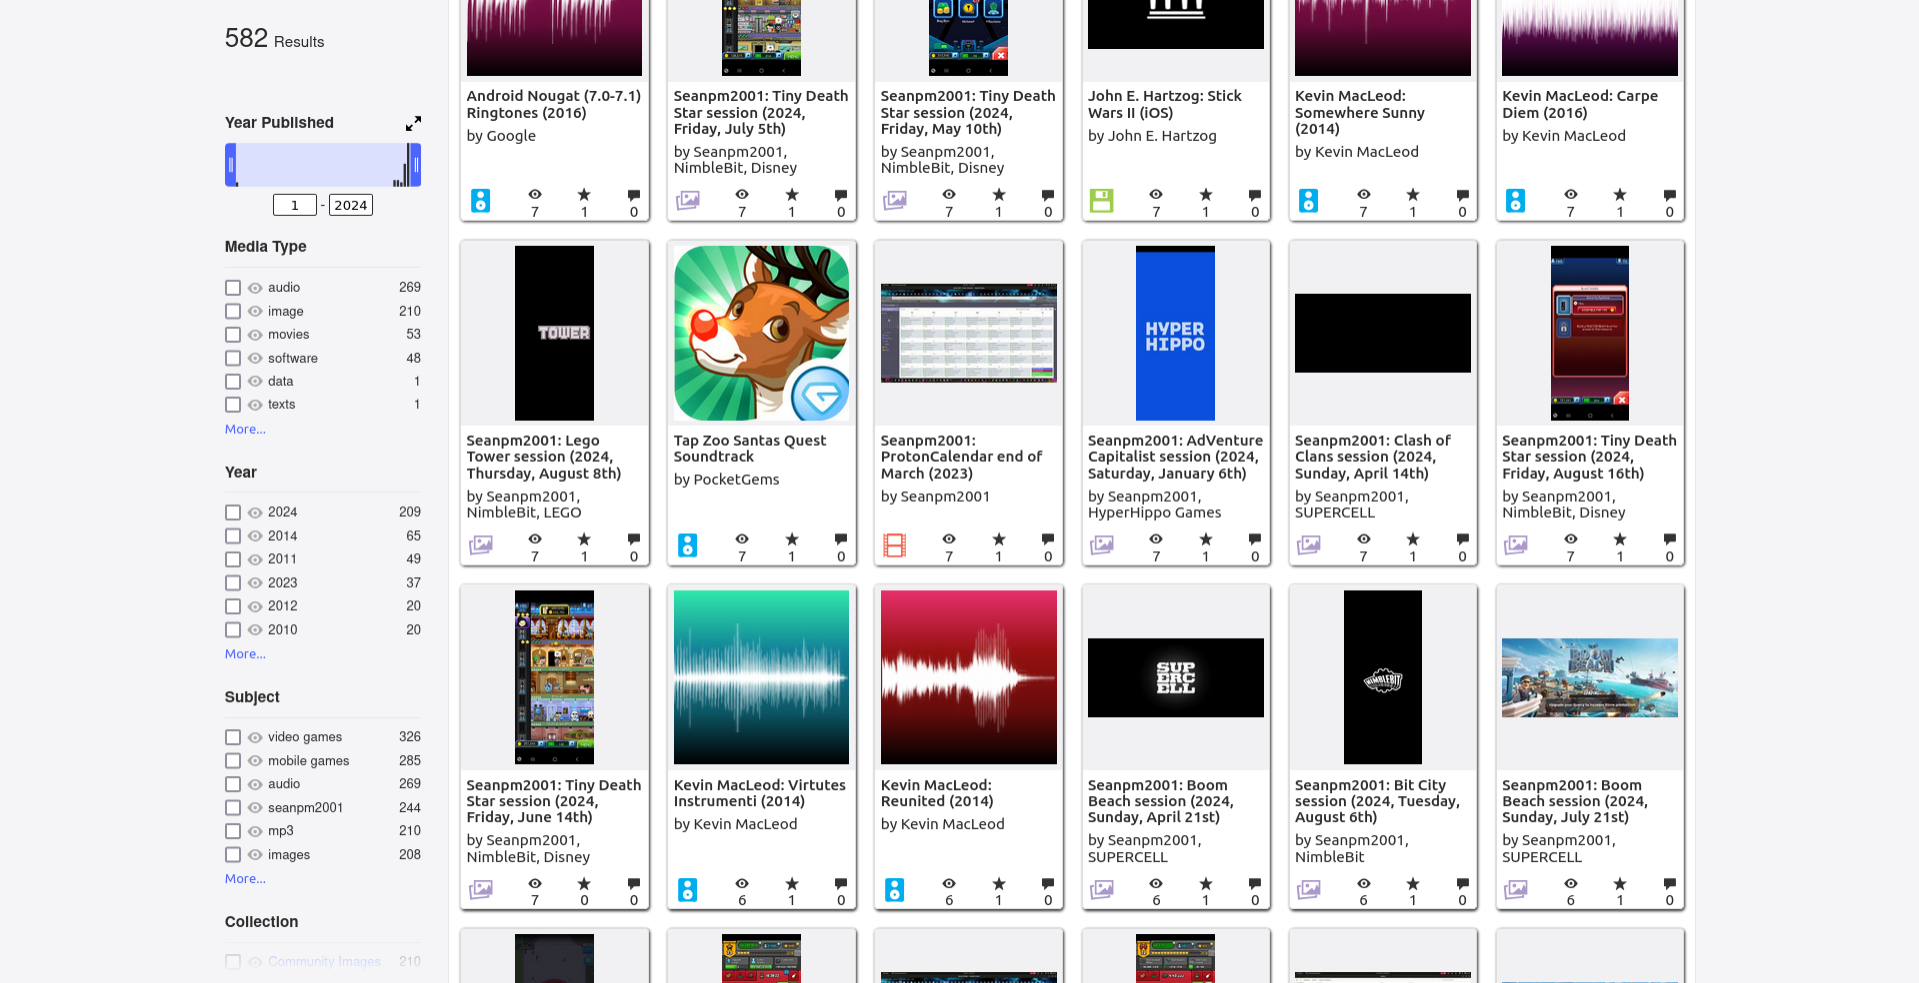 582 Results
Year Published
1 - 2024
Media Type
audio 269
image 210
movies 53
software 48
data 1
texts 1
More...
Year
2024 209
2014 65
2011 49
2023 37
2012 20
2010 20
More...
Subject
video games 326
mobile games 285
audio 269
seanpm2001 244
mp3 210
images 208
More...
Collection
Community Images 210
Android Nougat (7.0-7.1)
Ringtones (2016)
by Google
7 1 0
Seanpm2001: Tiny Death
Star session (2024,
Friday, July 5th)
by Seanpm2001,
NimbleBit, Disney
7 1 0
Seanpm2001: Tiny Death
Star session (2024,
Friday, May 10th)
by Seanpm2001,
NimbleBit, Disney
7 1 0
John E. Hartzog: Stick
Wars II (iOS)
by John E. Hartzog
7 1 0
Kevin MacLeod:
Somewhere Sunny
(2014)
by Kevin MacLeod
7 1 0
Kevin MacLeod: Carpe
Diem (2016)
by Kevin MacLeod
7 1 0
TOWER
Seanpm2001: Lego
Tower session (2024,
Thursday, August 8th)
by Seanpm2001,
NimbleBit, LEGO
7 1 0
Tap Zoo Santas Quest
Soundtrack
by PocketGems
7 1 0
Seanpm2001:
ProtonCalendar end of
March (2023)
by Seanpm2001
7 1 0
HYPER
HIPPO
Seanpm2001: AdVenture
Capitalist session (2024,
Saturday, January 6th)
by Seanpm2001,
HyperHippo Games
7 1 0
Seanpm2001: Clash of
Clans session (2024,
Sunday, April 14th)
by Seanpm2001,
SUPERCELL
7 1 0
Seanpm2001: Tiny Death
Star session (2024,
Friday, August 16th)
by Seanpm2001,
NimbleBit, Disney
7 1 0
Seanpm2001: Tiny Death
Star session (2024,
Friday, June 14th)
by Seanpm2001,
NimbleBit, Disney
7 0 0
Kevin MacLeod: Virtutes
Instrumenti (2014)
by Kevin MacLeod
6 1 0
Kevin MacLeod:
Reunited (2014)
by Kevin MacLeod
6 1 0
SUP
ERC
ELL
Seanpm2001: Boom
Beach session (2024,
Sunday, April 21st)
by Seanpm2001,
SUPERCELL
6 1 0
NIMBLEBIT
Seanpm2001: Bit City
session (2024, Tuesday,
August 6th)
by Seanpm2001,
NimbleBit
6 1 0
BOOM
BEACH
Seanpm2001: Boom
Beach session (2024,
Sunday, July 21st)
by Seanpm2001,
SUPERCELL
6 1 0